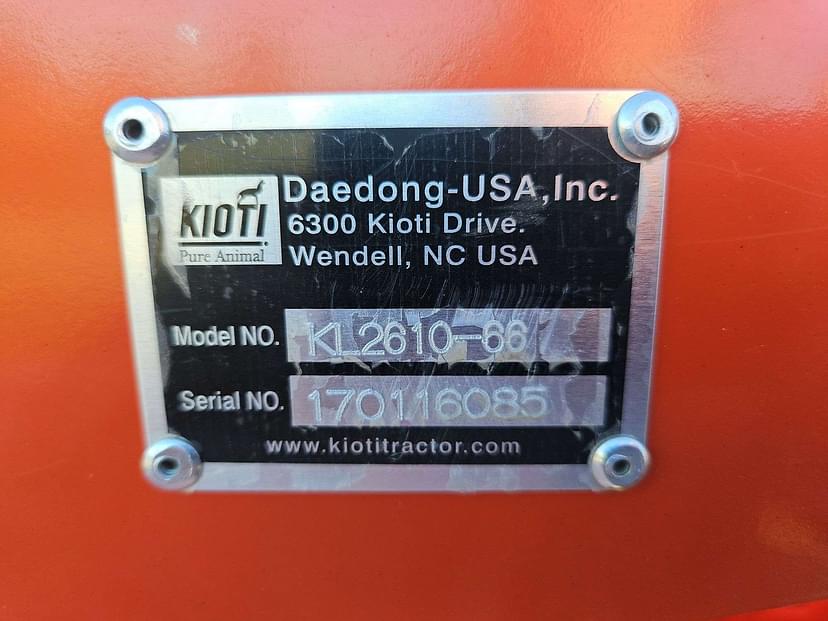 KIOTI
Pure Animal
Daedong-USA,Inc.
6300 Kioti Drive.
Wendell, NC USA
Model NO. KL2610-66
Serial NO. 170116085
www.kiotitractor.com